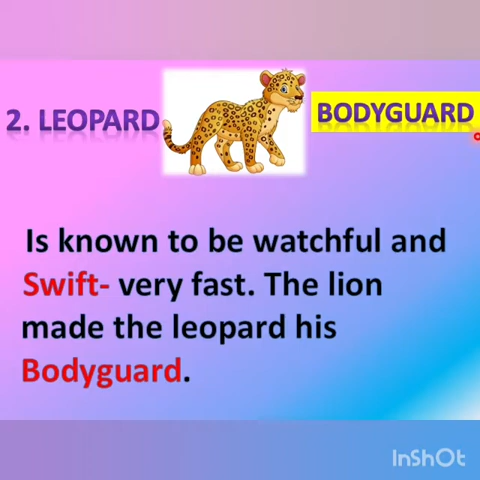 2. LEOPARD
BODYGUARD
Is known to be watchful and
Swift- very fast. The lion
made the leopard his
Bodyguard.
InShOt